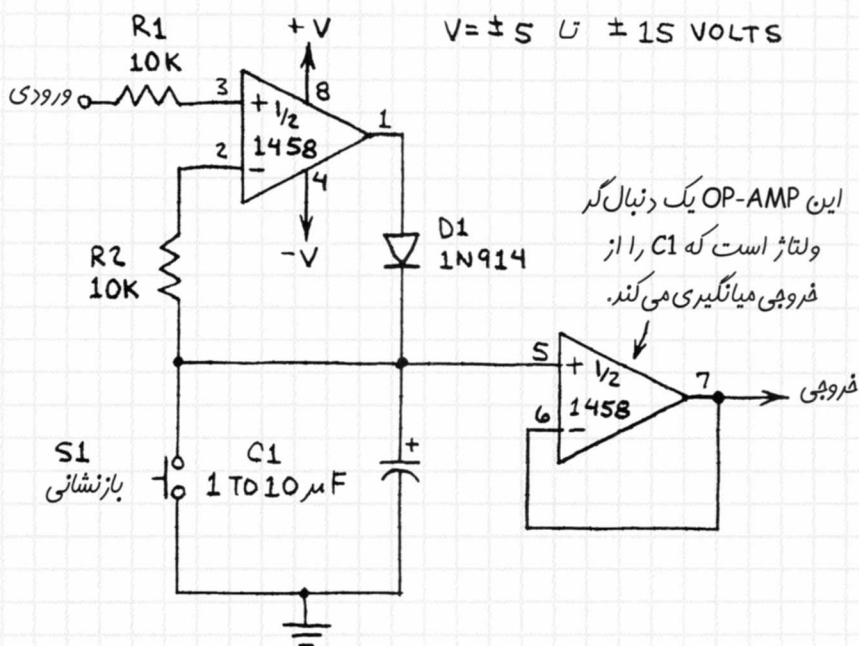 R1
10K
+V
V= ±5 تا ±15 VOLTS
ورودی
3
+
1/2
8
1
2
1458
-
4
-V
R2
10K
D1
1N914
این OP-AMP یک دنبال‌گر
ولتاژ است که C1 را از
خروجی میانگیری می‌کند.
5
+
1/2
7
خروجی
6
1458
-
S1
بازنشانی
C1
1 TO 10 µF
+